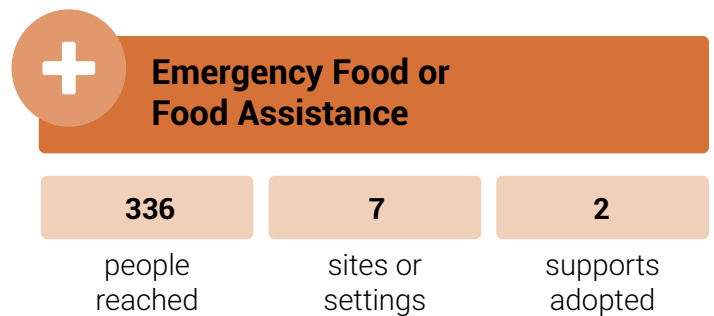 Emergency Food or
Food Assistance
336
people
reached
7
sites or
settings
2
supports
adopted